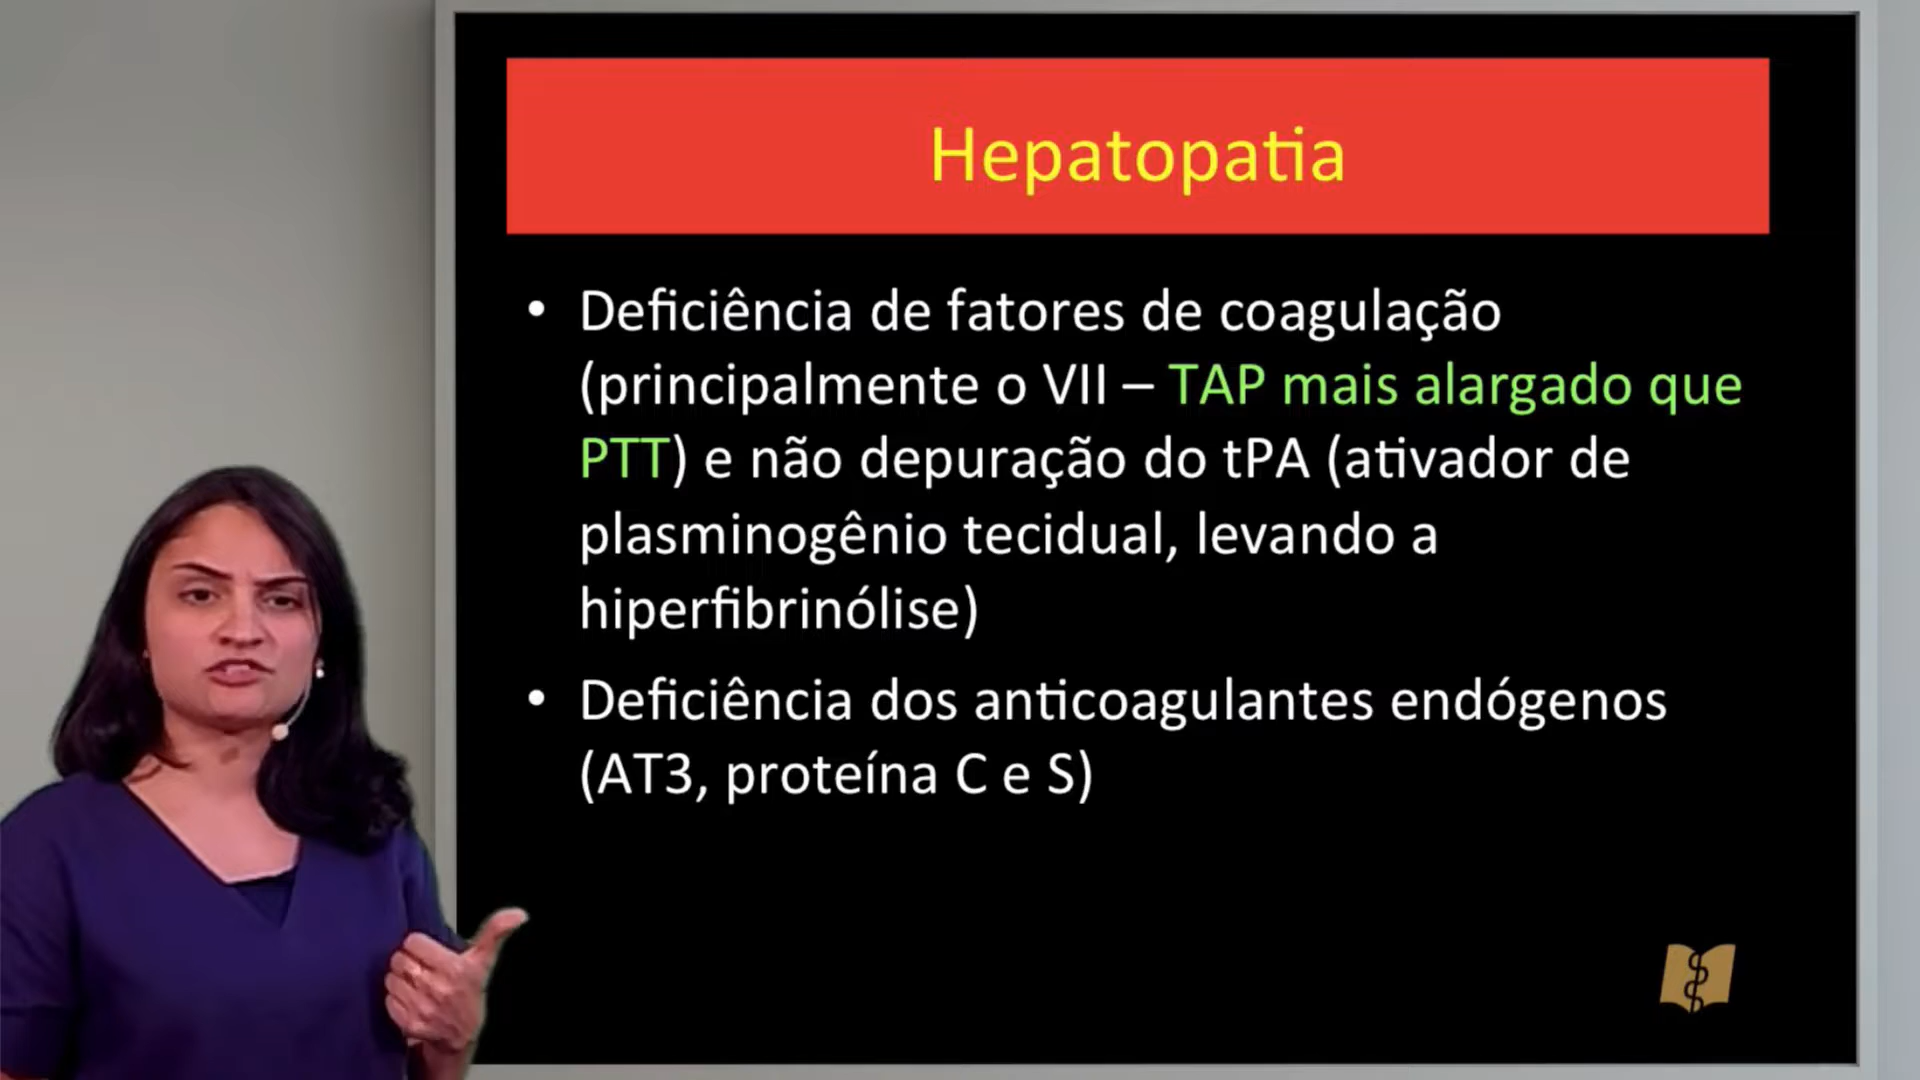 Hepatopatia
• Deficiência de fatores de coagulação
(principalmente o VII – TAP mais alargado que
PTT) e não depuração do tPA (ativador de
plasminogênio tecidual, levando a
hiperfibrinólise)
• Deficiência dos anticoagulantes endógenos
(AT3, proteína C e S)